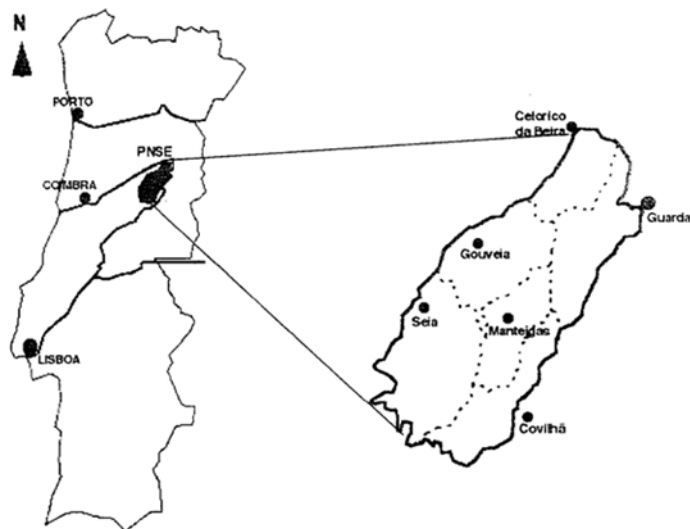 N
PORTO
PNSE
COIMBRA
LISBOA
Celorico
da Beira
Guarda
Gouveia
Seia
Manteigas
Covilhã